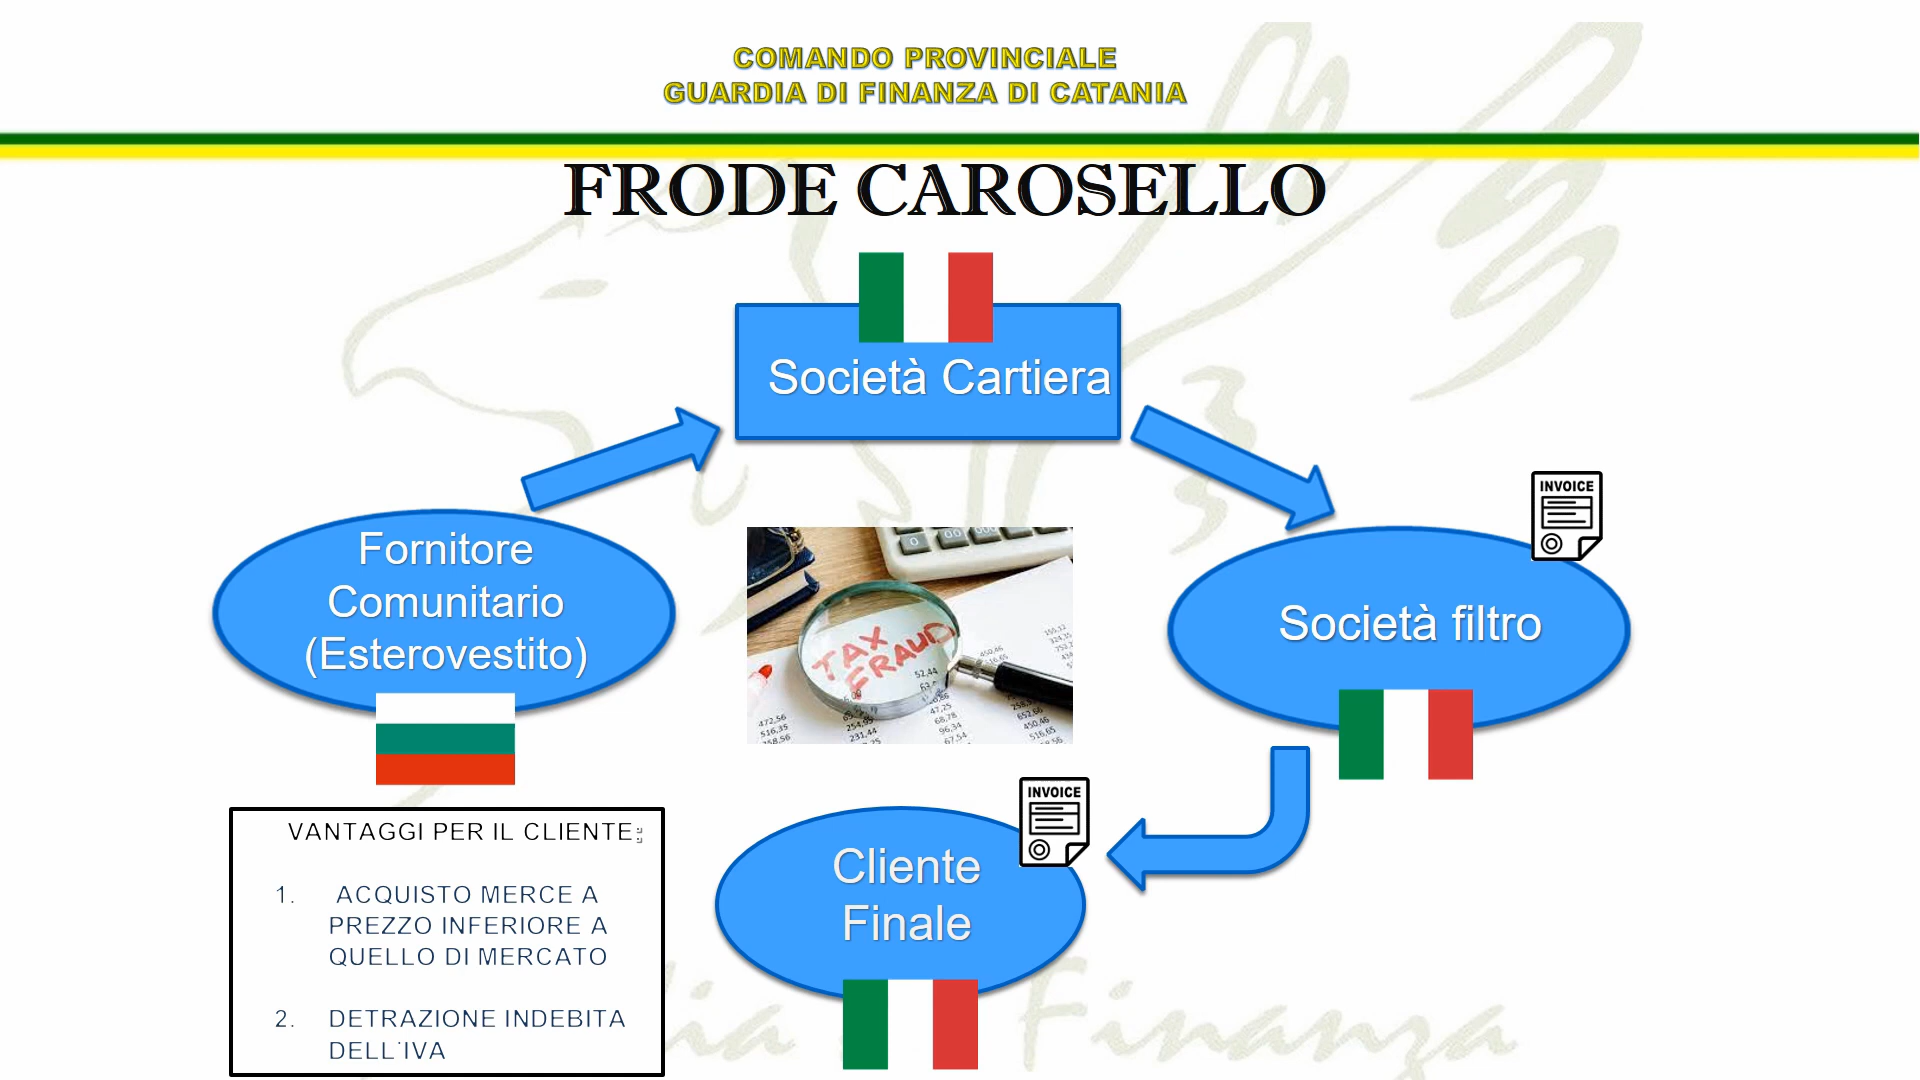 COMANDO PROVINCIALE
GUARDIA DI FINANZA DI CATANIA
FRODE CAROSELLO
Società Cartiera
INVOICE
Fornitore
Comunitario
(Esterovestito)
Società filtro
TAX
FRAUD
INVOICE
Cliente
Finale
VANTAGGI PER IL CLIENTE:
1. ACQUISTO MERCE A
PREZZO INFERIORE A
QUELLO DI MERCATO
2. DETRAZIONE INDEBITA
DELL'IVA
Finanza